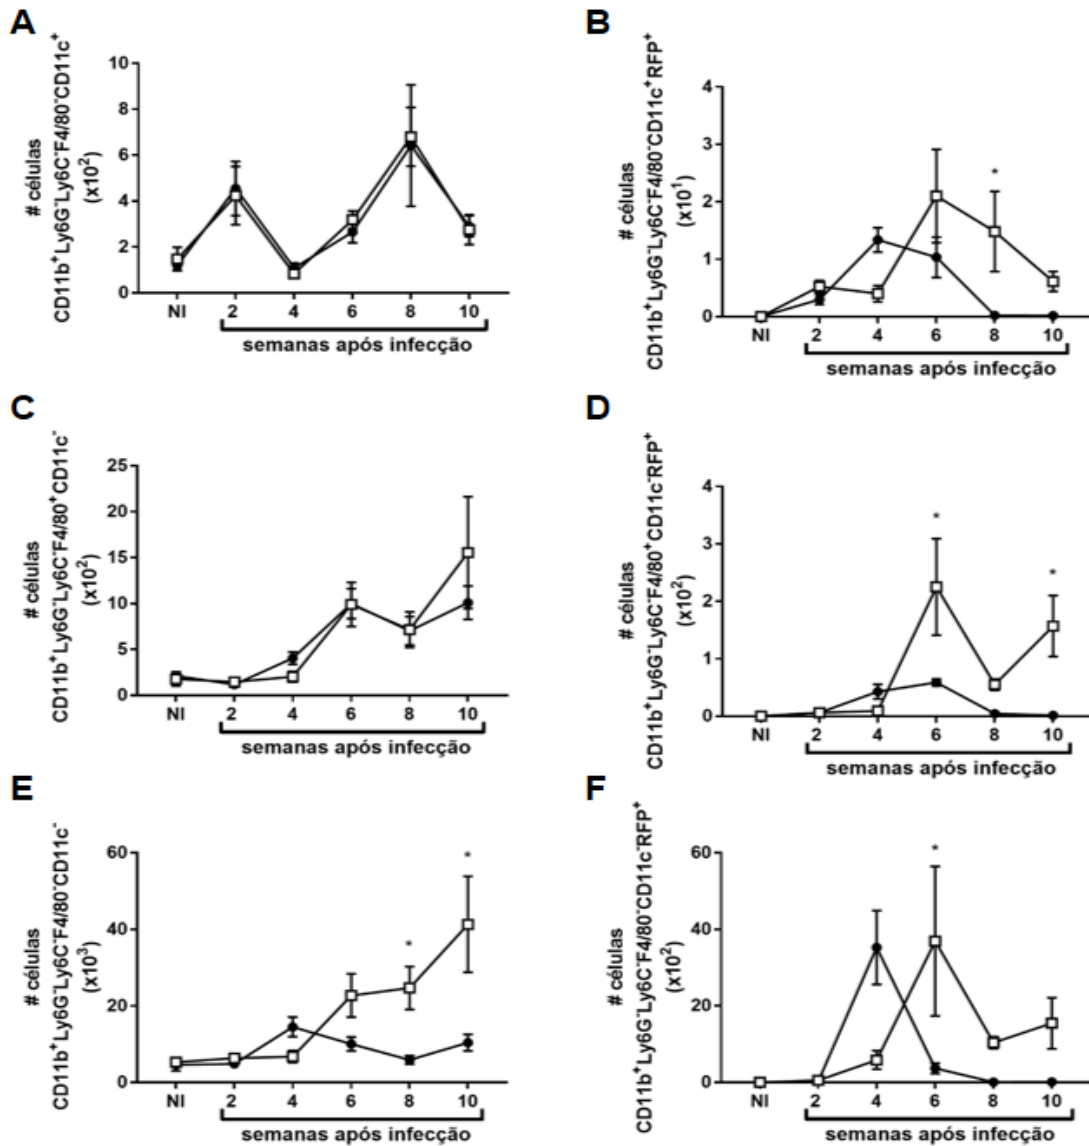 A
# células
CD11b⁺Ly6G⁻Ly6C⁻F4/80⁻CD11c⁺
(x10²)
10
8
6
4
2
0
NI 2 4 6 8 10
semanas após infecção
B
# células
CD11b⁺Ly6G⁻Ly6C⁻F4/80⁻CD11c⁺RFP⁺
(x10¹)
4
3
2
1
0
*
NI 2 4 6 8 10
semanas após infecção
C
# células
CD11b⁺Ly6G⁻Ly6C⁻F4/80⁺CD11c⁻
(x10²)
25
20
15
10
5
0
NI 2 4 6 8 10
semanas após infecção
D
# células
CD11b⁺Ly6G⁻Ly6C⁻F4/80⁺CD11c⁻RFP⁺
(x10²)
4
3
2
1
0
* *
NI 2 4 6 8 10
semanas após infecção
E
# células
CD11b⁺Ly6G⁻Ly6C⁻F4/80⁻CD11c⁻
(x10³)
60
40
20
0
* *
NI 2 4 6 8 10
semanas após infecção
F
# células
CD11b⁺Ly6G⁻Ly6C⁻F4/80⁻CD11c⁻RFP⁺
(x10²)
60
40
20
0
*
NI 2 4 6 8 10
semanas após infecção